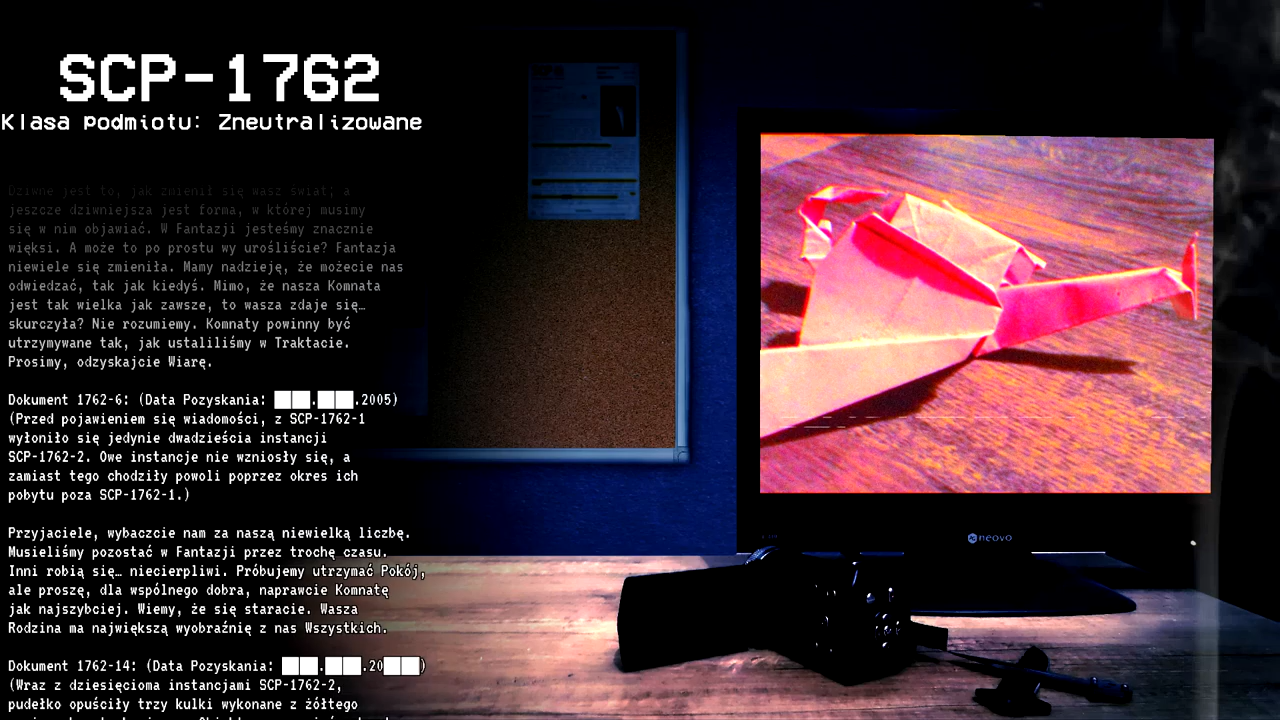 SCP-1762
Klasa podmiotu: Zneutralizowane
Dziwne jest to, jak zmienił się wasz świat; a
jeszcze dziwniejsza jest forma, w której musimy
się w nim objawiać. W Fantazji jesteśmy znacznie
więksi. A może to po prostu wy urośliście? Fantazja
niewiele się zmieniła. Mamy nadzieję, że możecie nas
odwiedzać, tak jak kiedyś. Mimo, że nasza Komnata
jest tak wielka jak zawsze, to wasza zdaje się…
skurczyła? Nie rozumiemy. Komnaty powinny być
utrzymywane tak, jak ustaliliśmy w Traktacie.
Prosimy, odzyskajcie Wiarę.
Dokument 1762-6: (Data Pozyskania: ██.██.2005)
(Przed pojawieniem się wiadomości, z SCP-1762-1
wyłoniło się jedynie dwadzieścia instancji
SCP-1762-2. Owe instancje nie wzniosły się, a
zamiast tego chodziły powoli poprzez okres ich
pobytu poza SCP-1762-1.)
Przyjaciele, wybaczcie nam za naszą niewielką liczbę.
Musieliśmy pozostać w Fantazji przez trochę czasu.
Inni robią się… niecierpliwi. Próbujemy utrzymać Pokój,
ale proszę, dla wspólnego dobra, naprawcie Komnatę
jak najszybciej. Wiemy, że się staracie. Wasza
Rodzina ma największą wyobraźnię z nas Wszystkich.
Dokument 1762-14: (Data Pozyskania: ██.██.20██)
(Wraz z dziesięcioma instancjami SCP-1762-2,
pudełko opuściły trzy kulki wykonane z żółtego
neovo